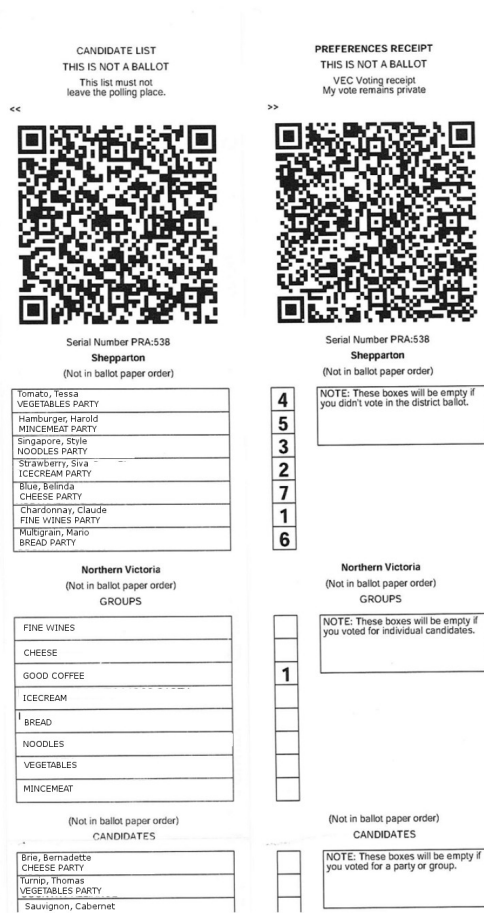 CANDIDATE LIST
THIS IS NOT A BALLOT
This list must not
leave the polling place.
<<
Serial Number PRA:538
Shepparton
(Not in ballot paper order)
Tomato, Tessa
VEGETABLES PARTY
Hamburger, Harold
MINCEMEAT PARTY
Singapore, Style
NOODLES PARTY
Strawberry, Siva
ICECREAM PARTY
Blue, Belinda
CHEESE PARTY
Chardonnay, Claude
FINE WINES PARTY
Multigrain, Mario
BREAD PARTY
Northern Victoria
(Not in ballot paper order)
GROUPS
FINE WINES
CHEESE
GOOD COFFEE
ICECREAM
BREAD
NOODLES
VEGETABLES
MINCEMEAT
(Not in ballot paper order)
CANDIDATES
Brie, Bernadette
CHEESE PARTY
Turnip, Thomas
VEGETABLES PARTY
Sauvignon, Cabernet
PREFERENCES RECEIPT
THIS IS NOT A BALLOT
VEC Voting receipt
My vote remains private
>>
Serial Number PRA:538
Shepparton
(Not in ballot paper order)
4
5
3
2
7
1
6
NOTE: These boxes will be empty if
you didn't vote in the district ballot.
Northern Victoria
(Not in ballot paper order)
GROUPS
1
NOTE: These boxes will be empty if
you voted for individual candidates.
(Not in ballot paper order)
CANDIDATES
NOTE: These boxes will be empty if
you voted for a party or group.